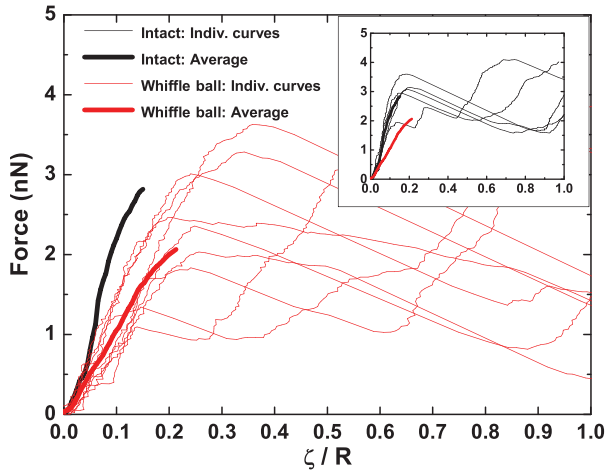 Intact: Indiv. curves
Intact: Average
Whiffle ball: Indiv. curves
Whiffle ball: Average
Force (nN)
5
4
3
2
1
0
0.0 0.1 0.2 0.3 0.4 0.5 0.6 0.7 0.8 0.9 1.0
ζ / R
5
4
3
2
1
0
0.0 0.2 0.4 0.6 0.8 1.0